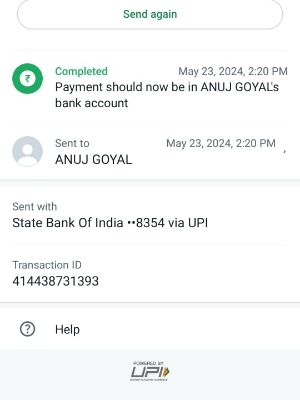 Send again
Completed
May 23, 2024, 2:20 PM
Payment should now be in ANUJ GOYAL's
bank account
Sent to
May 23, 2024, 2:20 PM
ANUJ GOYAL
Sent with
State Bank Of India ••8354 via UPI
Transaction ID
414438731393
Help
POWERED BY
UPI